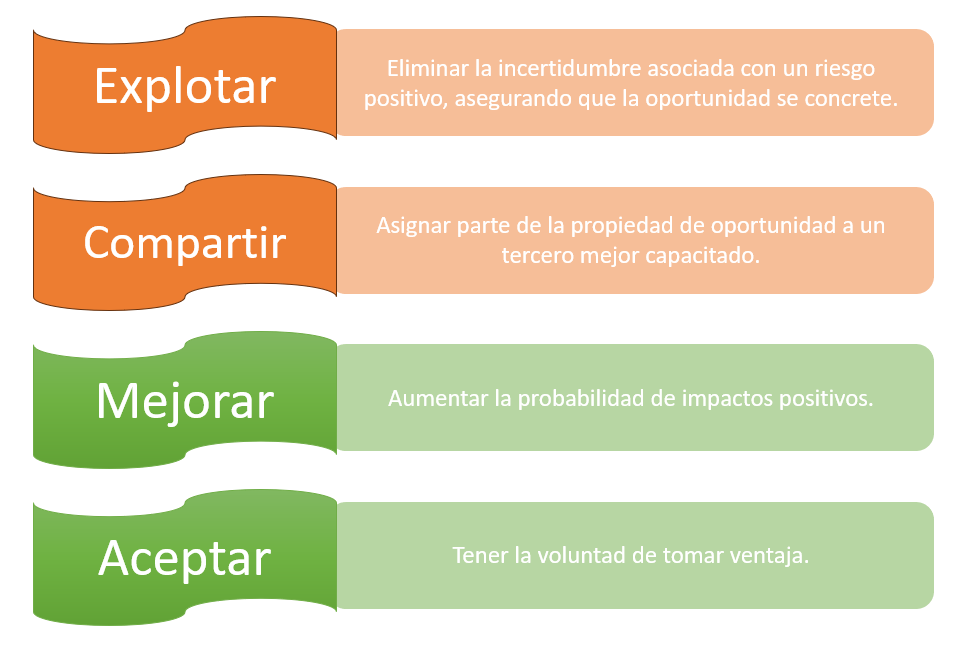 Explotar
Eliminar la incertidumbre asociada con un riesgo
positivo, asegurando que la oportunidad se concrete.
Compartir
Asignar parte de la propiedad de oportunidad a un
tercero mejor capacitado.
Mejorar
Aumentar la probabilidad de impactos positivos.
Aceptar
Tener la voluntad de tomar ventaja.